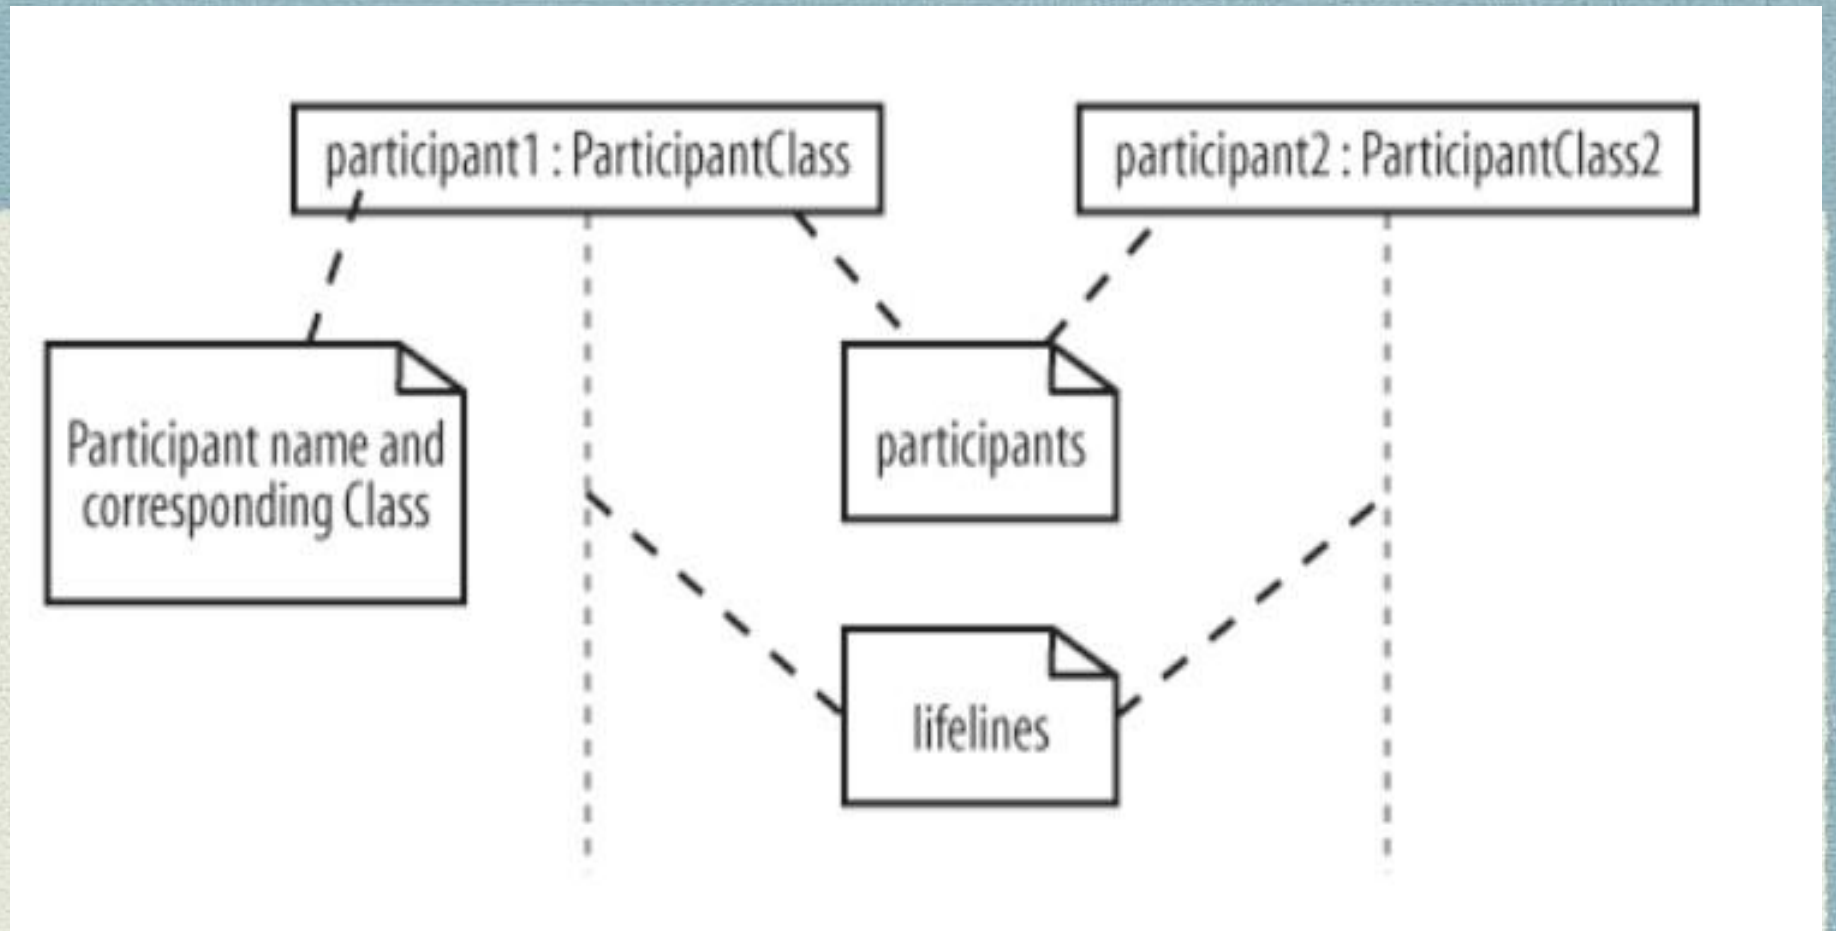 participant1 : ParticipantClass
participant2 : ParticipantClass2
Participant name and
corresponding Class
participants
lifelines